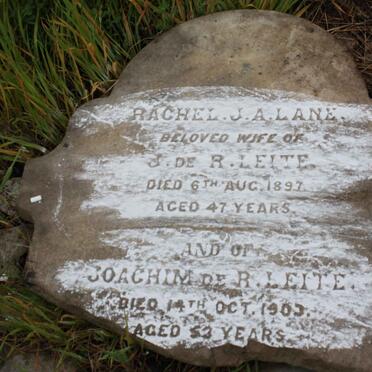 RACHEL. J. A. LANE.
BELOVED WIFE OF
J. DE R. LEITE.
DIED 6TH AUG. 1897.
AGED 47 YEARS.
AND OF
JOACHIM DE R. LEITE.
DIED 14TH OCT. 1903.
AGED 53 YEARS.